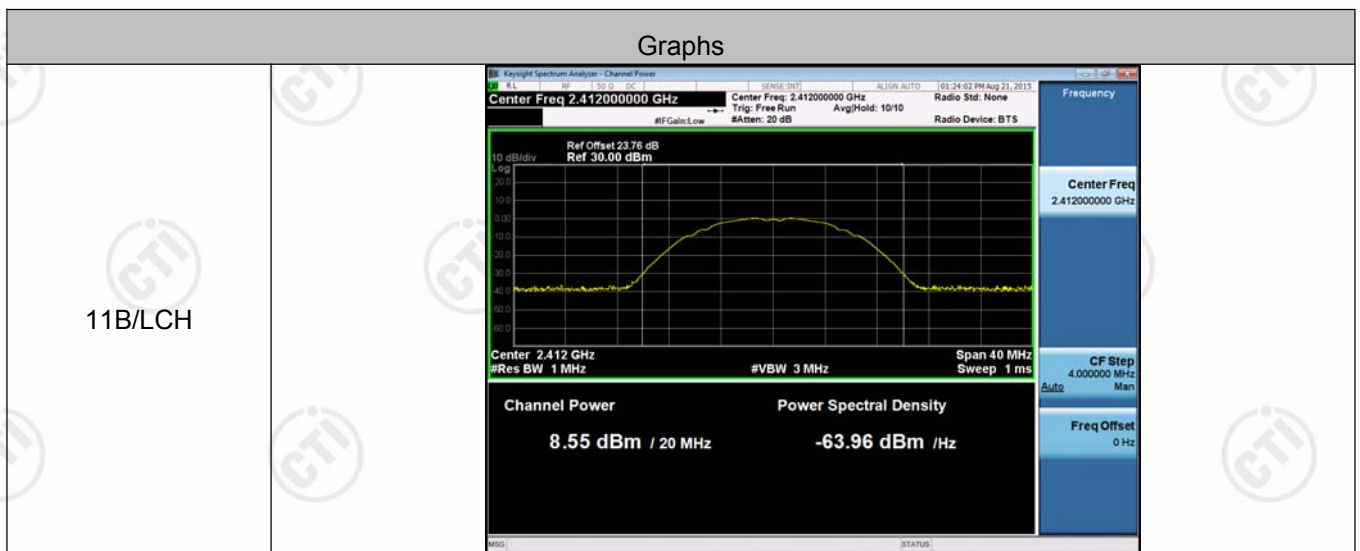 Graphs
11B/LCH
Keysight Spectrum Analyzer - Channel Power
RL RF 50 Ω DC SENSE:INT ALIGN AUTO 01:24:02 PM Aug 21, 2015
Center Freq 2.412000000 GHz
Center Freq: 2.412000000 GHz
Radio Std: None
Trig: Free Run Avg|Hold: 10/10
#IFGain:Low
#Atten: 20 dB
Radio Device: BTS
Ref Offset 23.76 dB
10 dB/div Ref 30.00 dBm
Log
20.0
10.0
0.00
-10.0
-20.0
-30.0
-40.0
-50.0
-60.0
Center 2.412 GHz
Span 40 MHz
#Res BW 1 MHz
#VBW 3 MHz
Sweep 1 ms
Channel Power
Power Spectral Density
8.55 dBm / 20 MHz
-63.96 dBm /Hz
MSG
STATUS
Frequency
Center Freq
2.412000000 GHz
CF Step
4.000000 MHz
Auto Man
Freq Offset
0 Hz
CTI
CTI
CTI
CTI
CTI
CTI